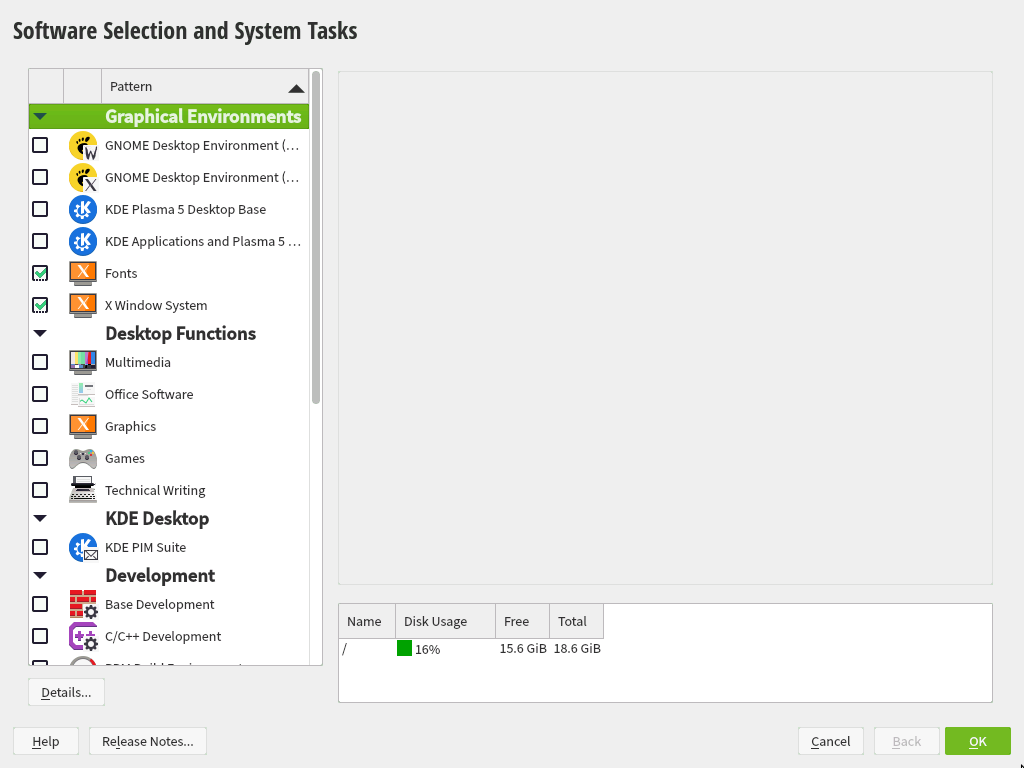 Software Selection and System Tasks
Pattern
Graphical Environments
GNOME Desktop Environment (...
GNOME Desktop Environment (...
KDE Plasma 5 Desktop Base
KDE Applications and Plasma 5 ...
Fonts
X Window System
Desktop Functions
Multimedia
Office Software
Graphics
Games
Technical Writing
KDE Desktop
KDE PIM Suite
Development
Base Development
C/C++ Development
Name Disk Usage Free Total
/ 16% 15.6 GiB 18.6 GiB
Details...
Help Release Notes... Cancel Back OK